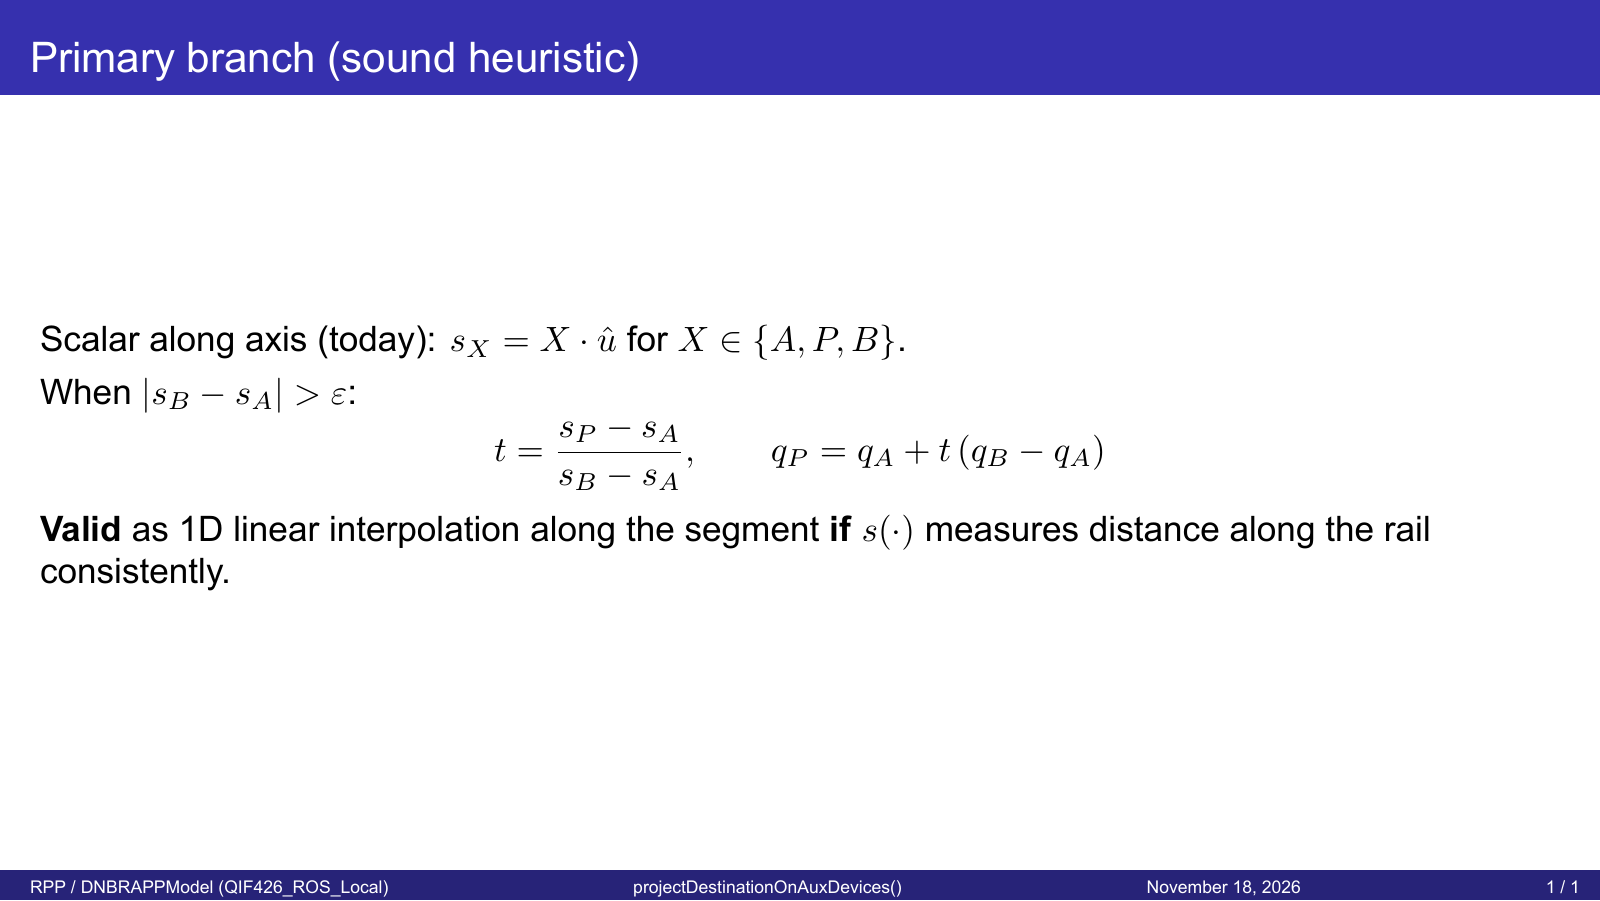 Primary branch (sound heuristic)
Scalar along axis (today): s_X = X · û for X ∈ {A, P, B}.
When |s_B − s_A| > ε:
t = (s_P − s_A) / (s_B − s_A),    q_P = q_A + t (q_B − q_A)
Valid as 1D linear interpolation along the segment if s(·) measures distance along the rail
consistently.
RPP / DNBRAPPModel (QIF426_ROS_Local)    projectDestinationOnAuxDevices()    November 18, 2026    1 / 1